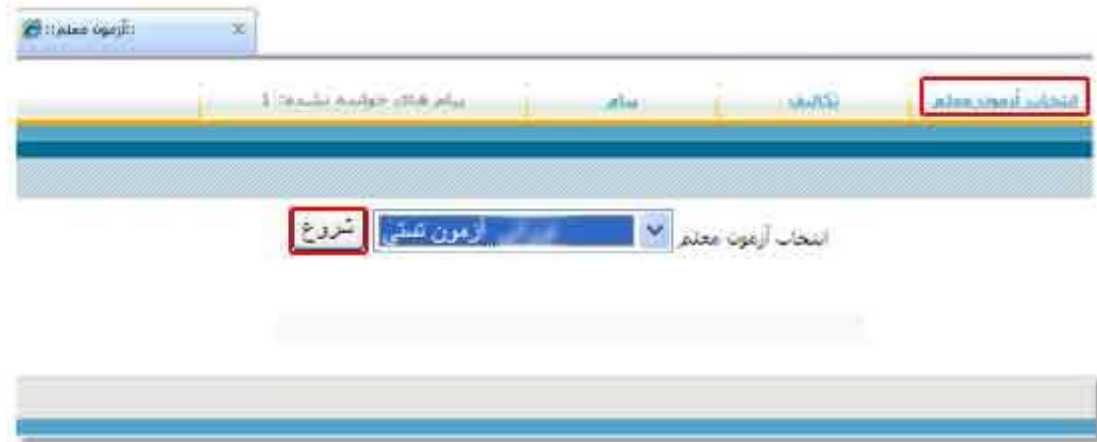 ::آزمون معلم::
انتخاب آزمون معلم
تکالیف
پیام
پیام های خوانده نشده: 1
انتخاب آزمون معلم
آزمون تستی
شروع